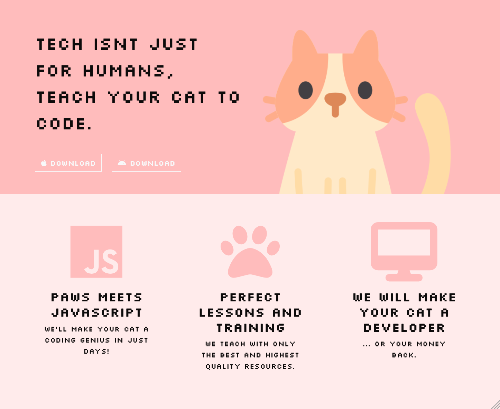 TECH ISNT JUST
FOR HUMANS,
TEACH YOUR CAT TO
CODE.
DOWNLOAD DOWNLOAD
JS
PAWS MEETS
JAVASCRIPT
WE'LL MAKE YOUR CAT A
CODING GENIUS IN JUST
DAYS!
PERFECT
LESSONS AND
TRAINING
WE TEACH WITH ONLY
THE BEST AND HIGHEST
QUALITY RESOURCES.
WE WILL MAKE
YOUR CAT A
DEVELOPER
... OR YOUR MONEY
BACK.